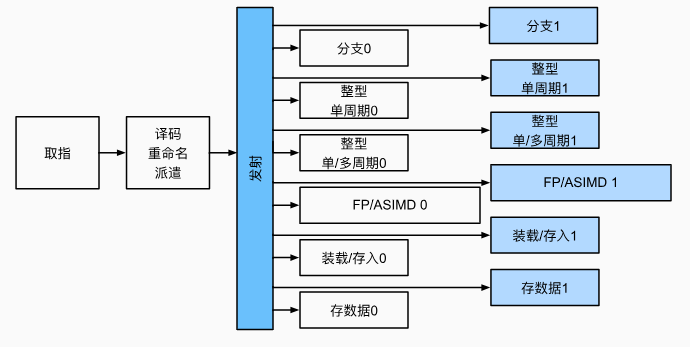 取指
译码
重命名
派遣
发射
分支1
分支0
整型
单周期1
整型
单周期0
整型
单/多周期1
整型
单/多周期0
FP/ASIMD 1
FP/ASIMD 0
装载/存入1
装载/存入0
存数据1
存数据0